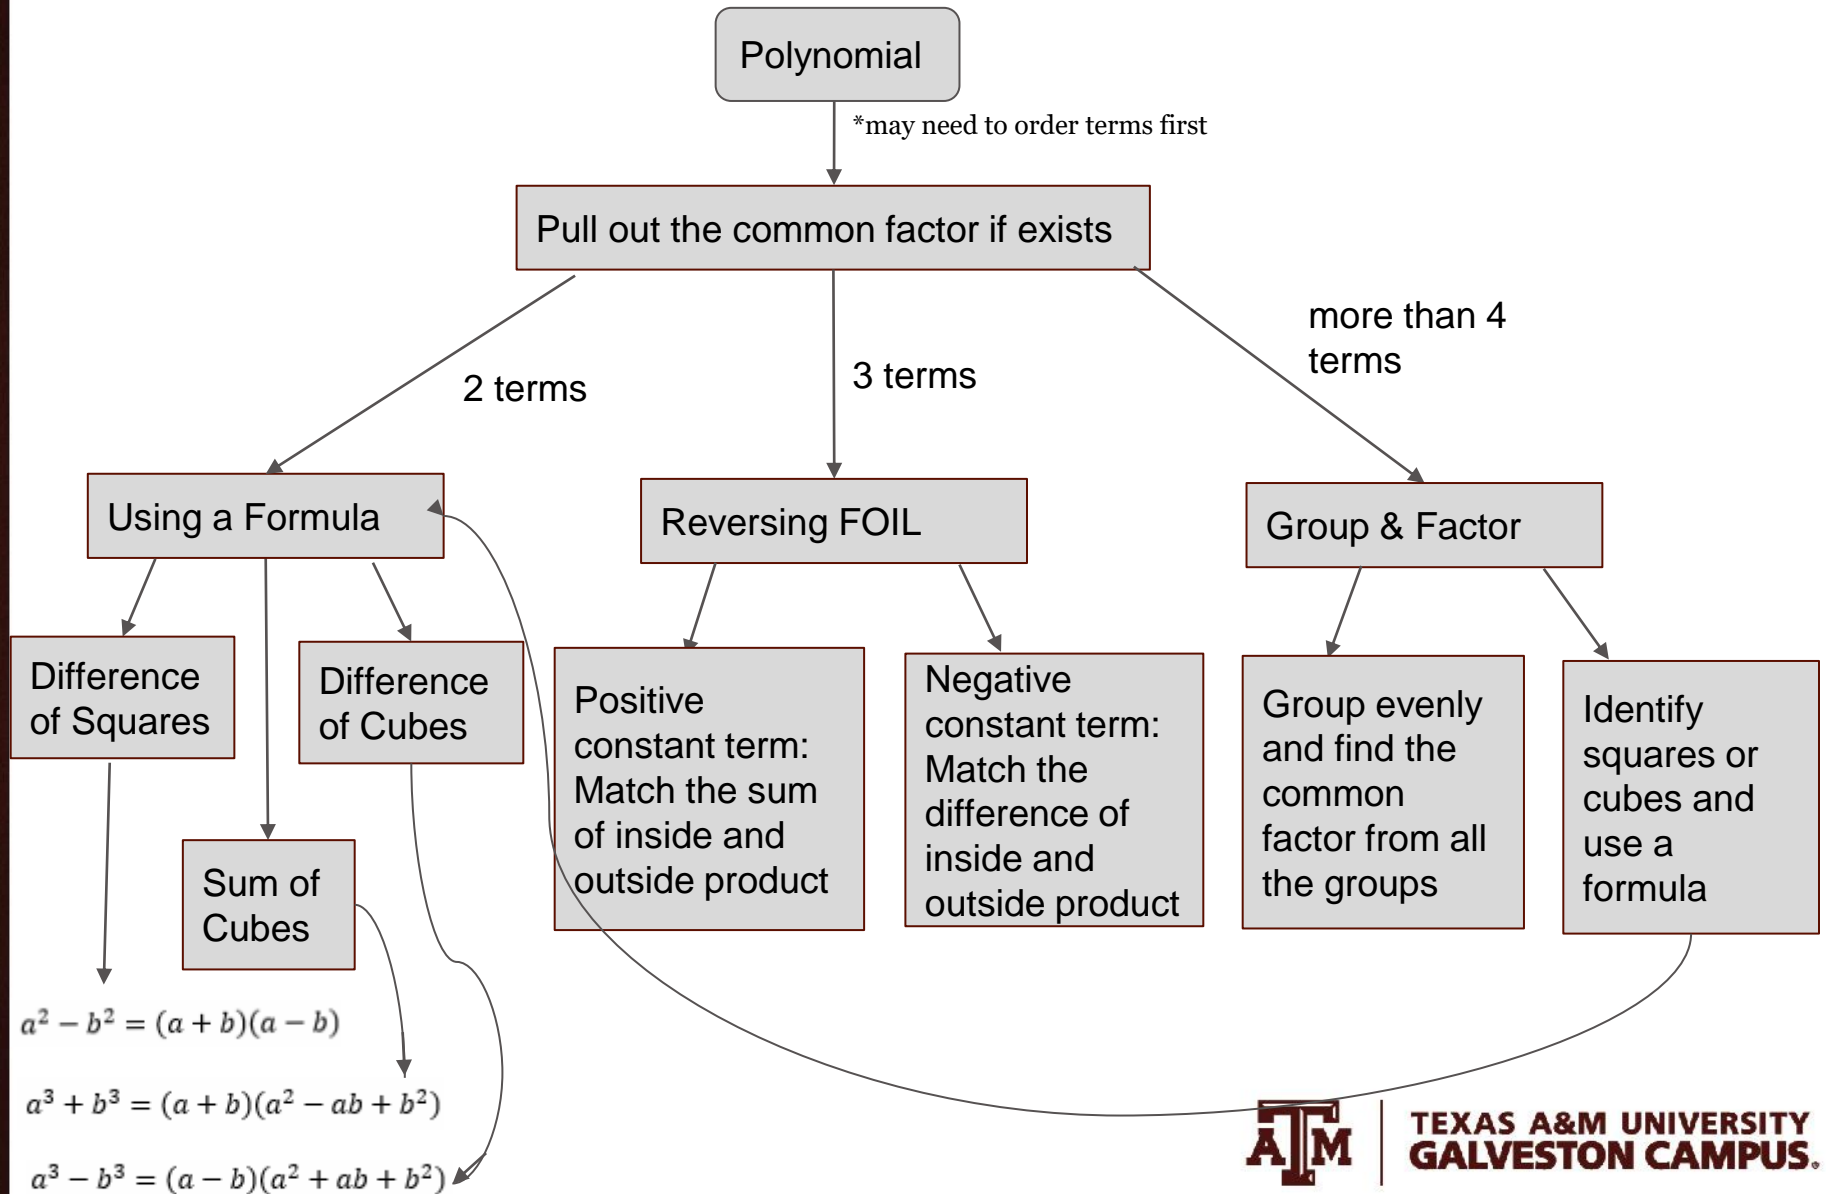 Polynomial
*may need to order terms first
Pull out the common factor if exists
2 terms
3 terms
more than 4
terms
Using a Formula
Reversing FOIL
Group & Factor
Difference
of Squares
Difference
of Cubes
Sum of
Cubes
Positive
constant term:
Match the sum
of inside and
outside product
Negative
constant term:
Match the
difference of
inside and
outside product
Group evenly
and find the
common
factor from all
the groups
Identify
squares or
cubes and
use a
formula
a² − b² = (a + b)(a − b)
a³ + b³ = (a + b)(a² − ab + b²)
a³ − b³ = (a − b)(a² + ab + b²)
ATM
TEXAS A&M UNIVERSITY
GALVESTON CAMPUS.